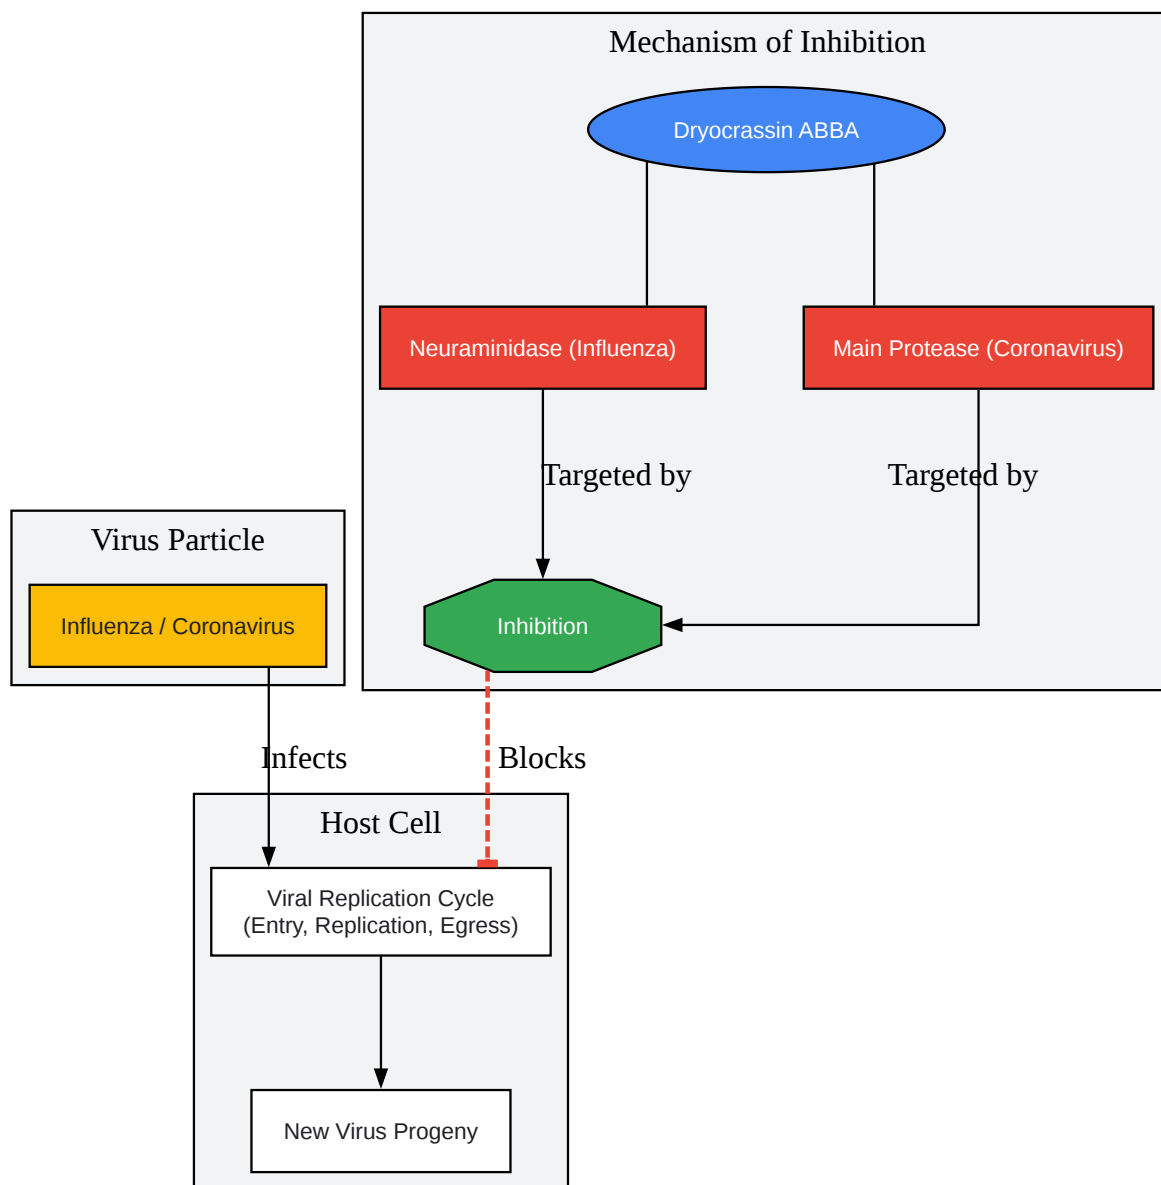 Mechanism of Inhibition
Dryocrassin ABBA
Neuraminidase (Influenza)
Main Protease (Coronavirus)
Targeted by
Targeted by
Virus Particle
Influenza / Coronavirus
Inhibition
Infects
Blocks
Host Cell
Viral Replication Cycle
(Entry, Replication, Egress)
New Virus Progeny